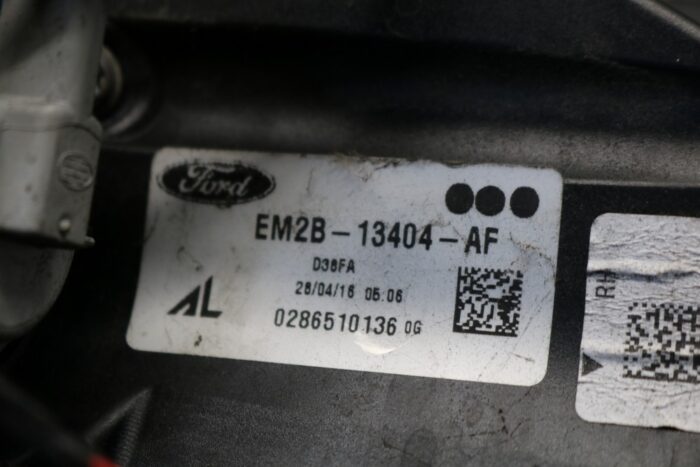 Ford
EM2B-13404-AF
D38FA
28/04/16 05:06
AL
0286510136 0G
RH